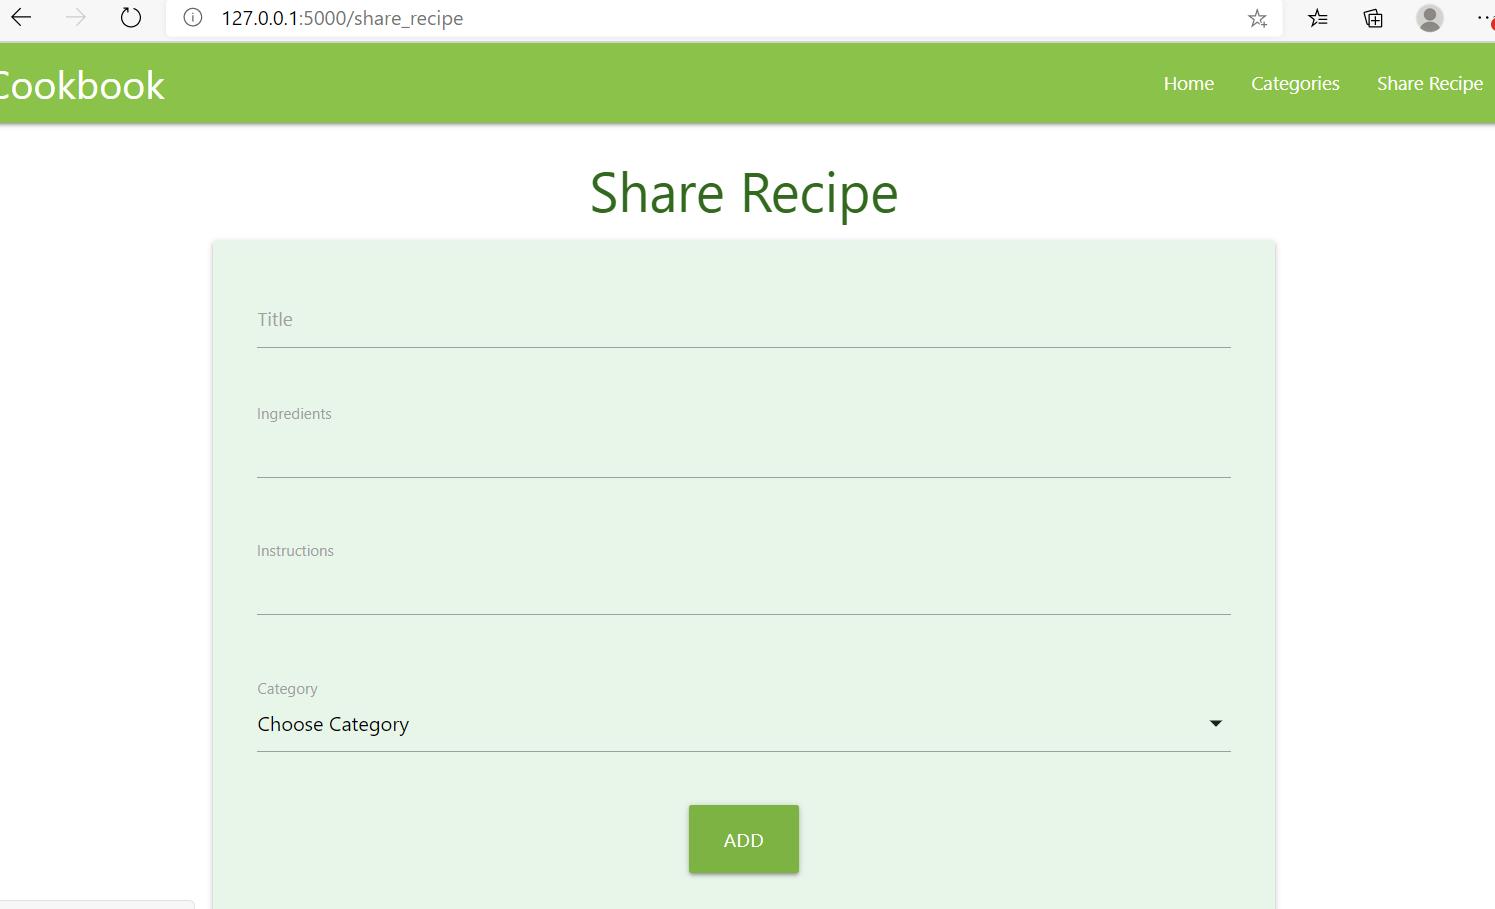 127.0.0.1:5000/share_recipe
Cookbook
Home Categories Share Recipe
Share Recipe
Title
Ingredients
Instructions
Category
Choose Category
ADD